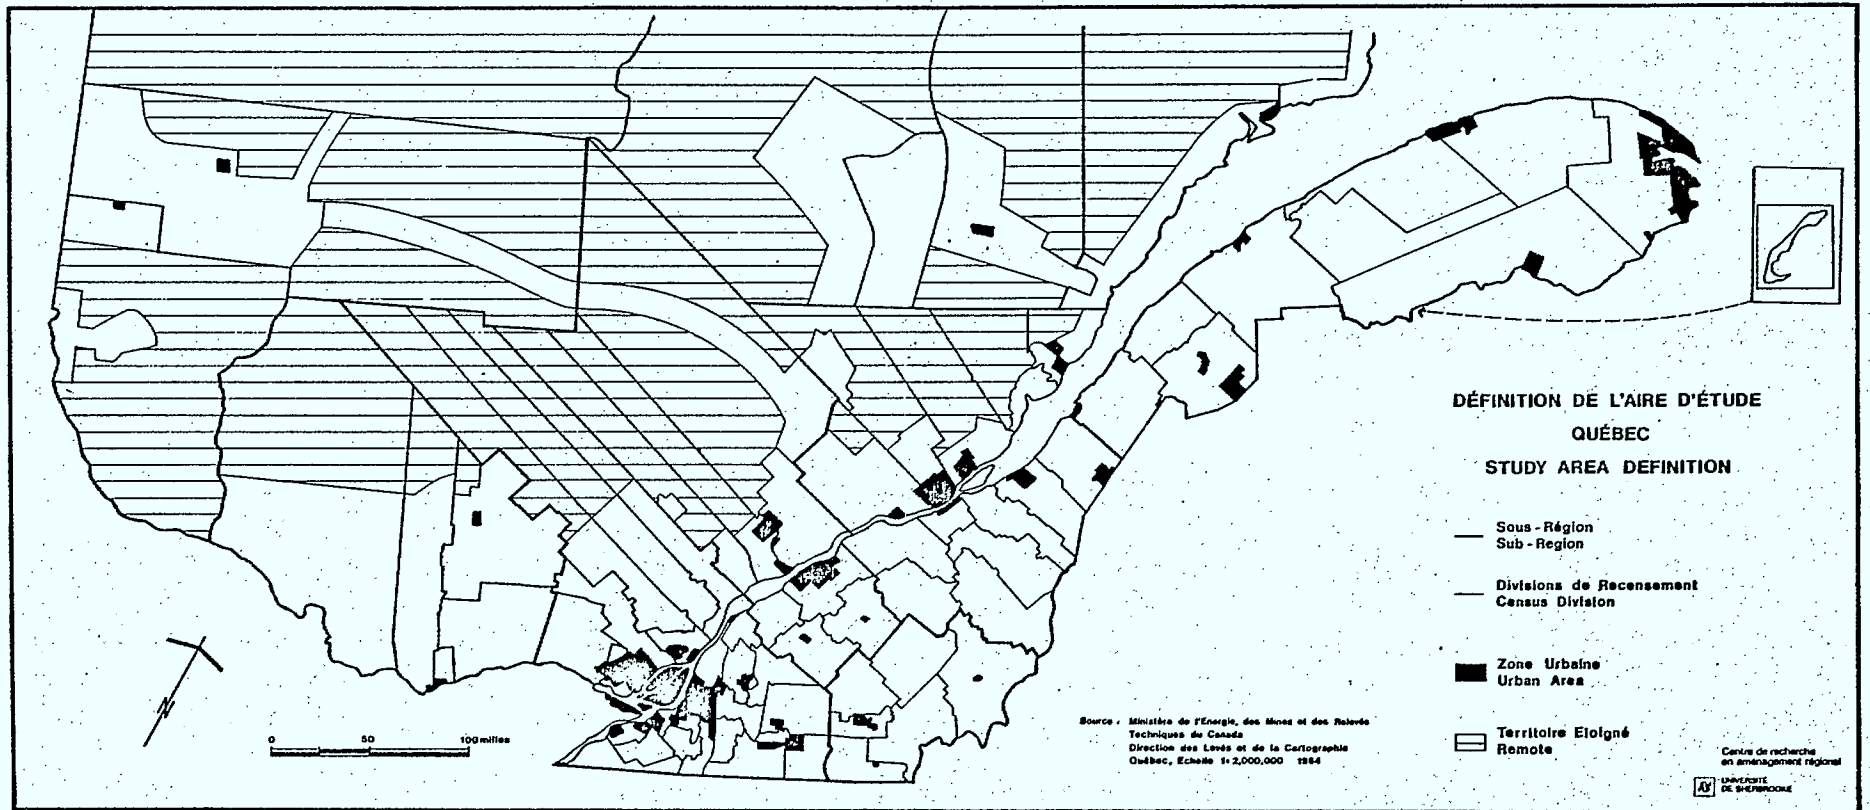 DÉFINITION DE L'AIRE D'ÉTUDE
QUÉBEC
STUDY AREA DEFINITION
Sous - Région
Sub - Region
Divisions de Recensement
Census Division
Zone Urbaine
Urban Area
Territoire Eloigné
Remote
N
0 50 100 milles
Source : Ministère de l'Energie, des Mines et des Relevés
Techniques du Canada
Direction des Levés et de la Cartographie
Québec, Echelle 1: 2,000,000 1964
Centre de recherche
en aménagement régional
UNIVERSITÉ
DE SHERBROOKE